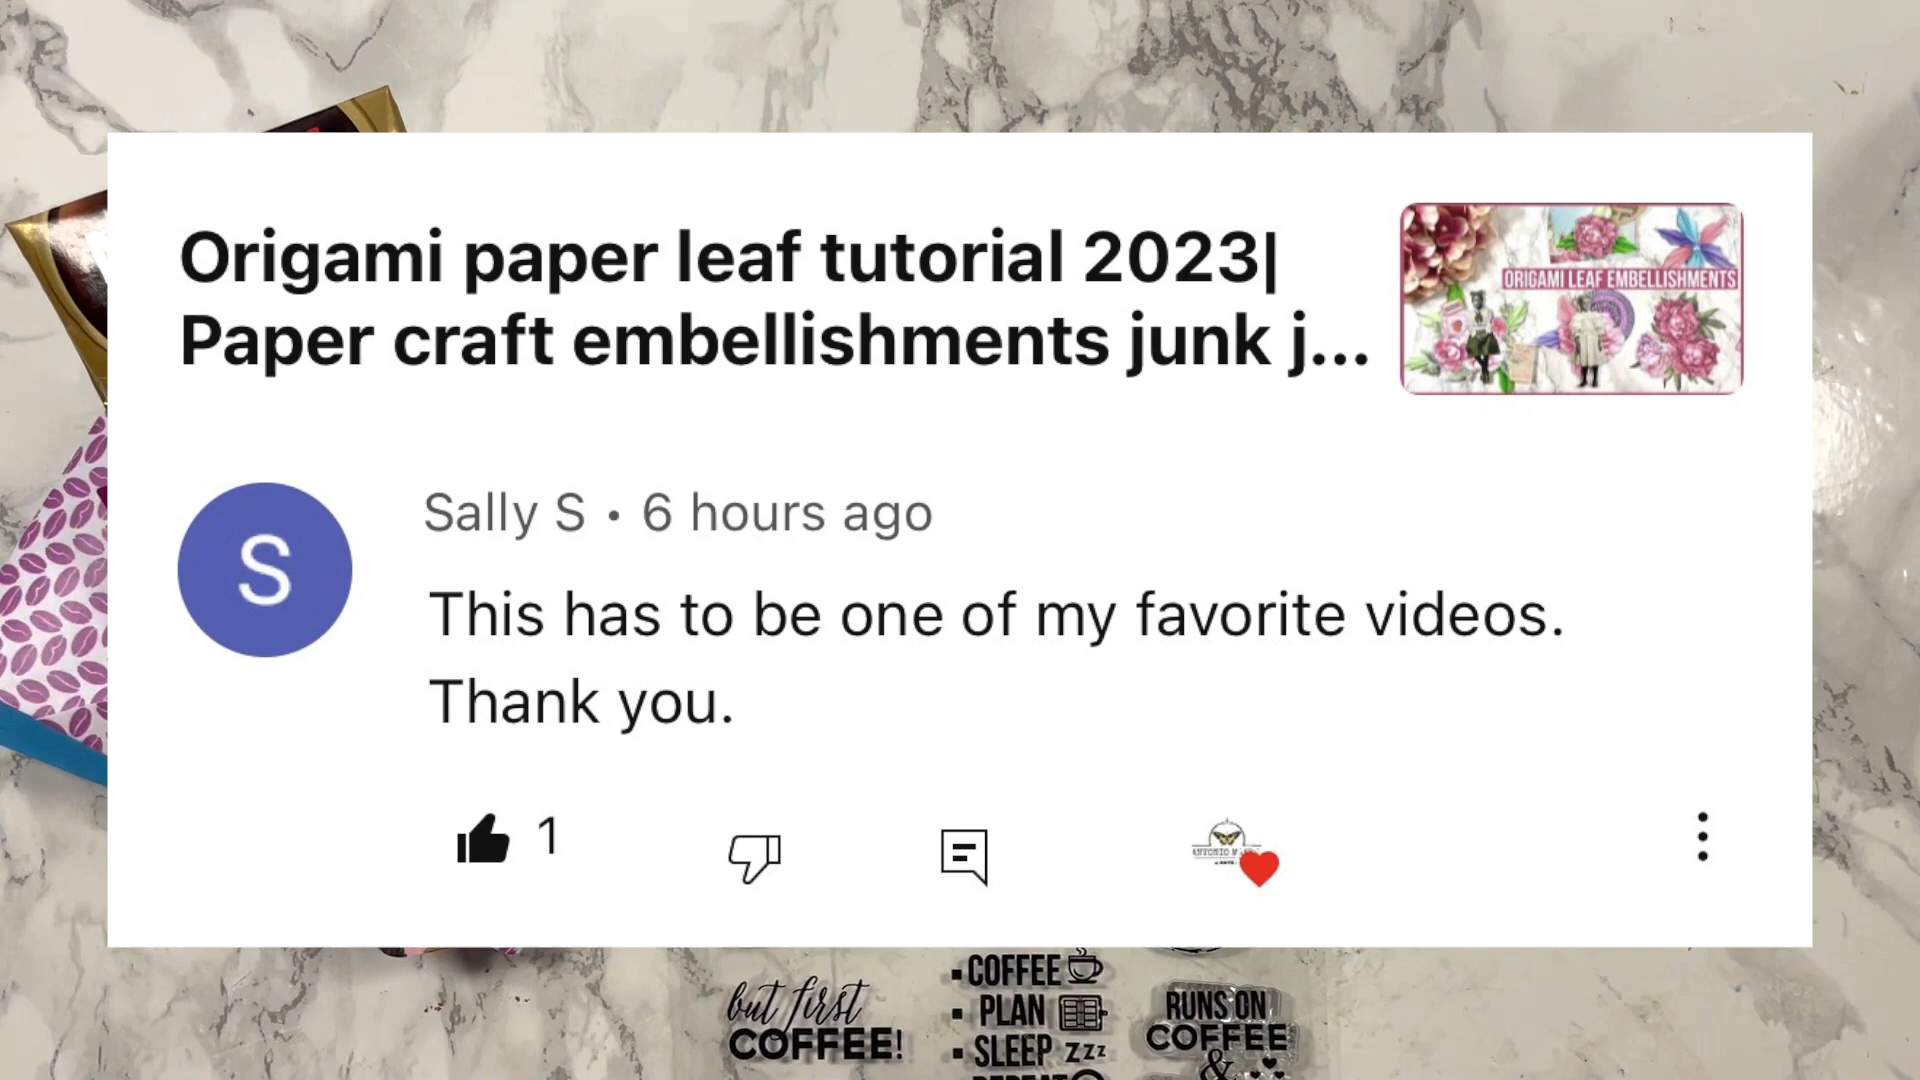 Origami paper leaf tutorial 2023|
Paper craft embellishments junk j...
ORIGAMI LEAF EMBELLISHMENTS
Sally S • 6 hours ago
S
This has to be one of my favorite videos.
Thank you.
1
but first
COFFEE!
COFFEE
PLAN
SLEEP zzz
REPEAT
RUNS ON
COFFEE
&